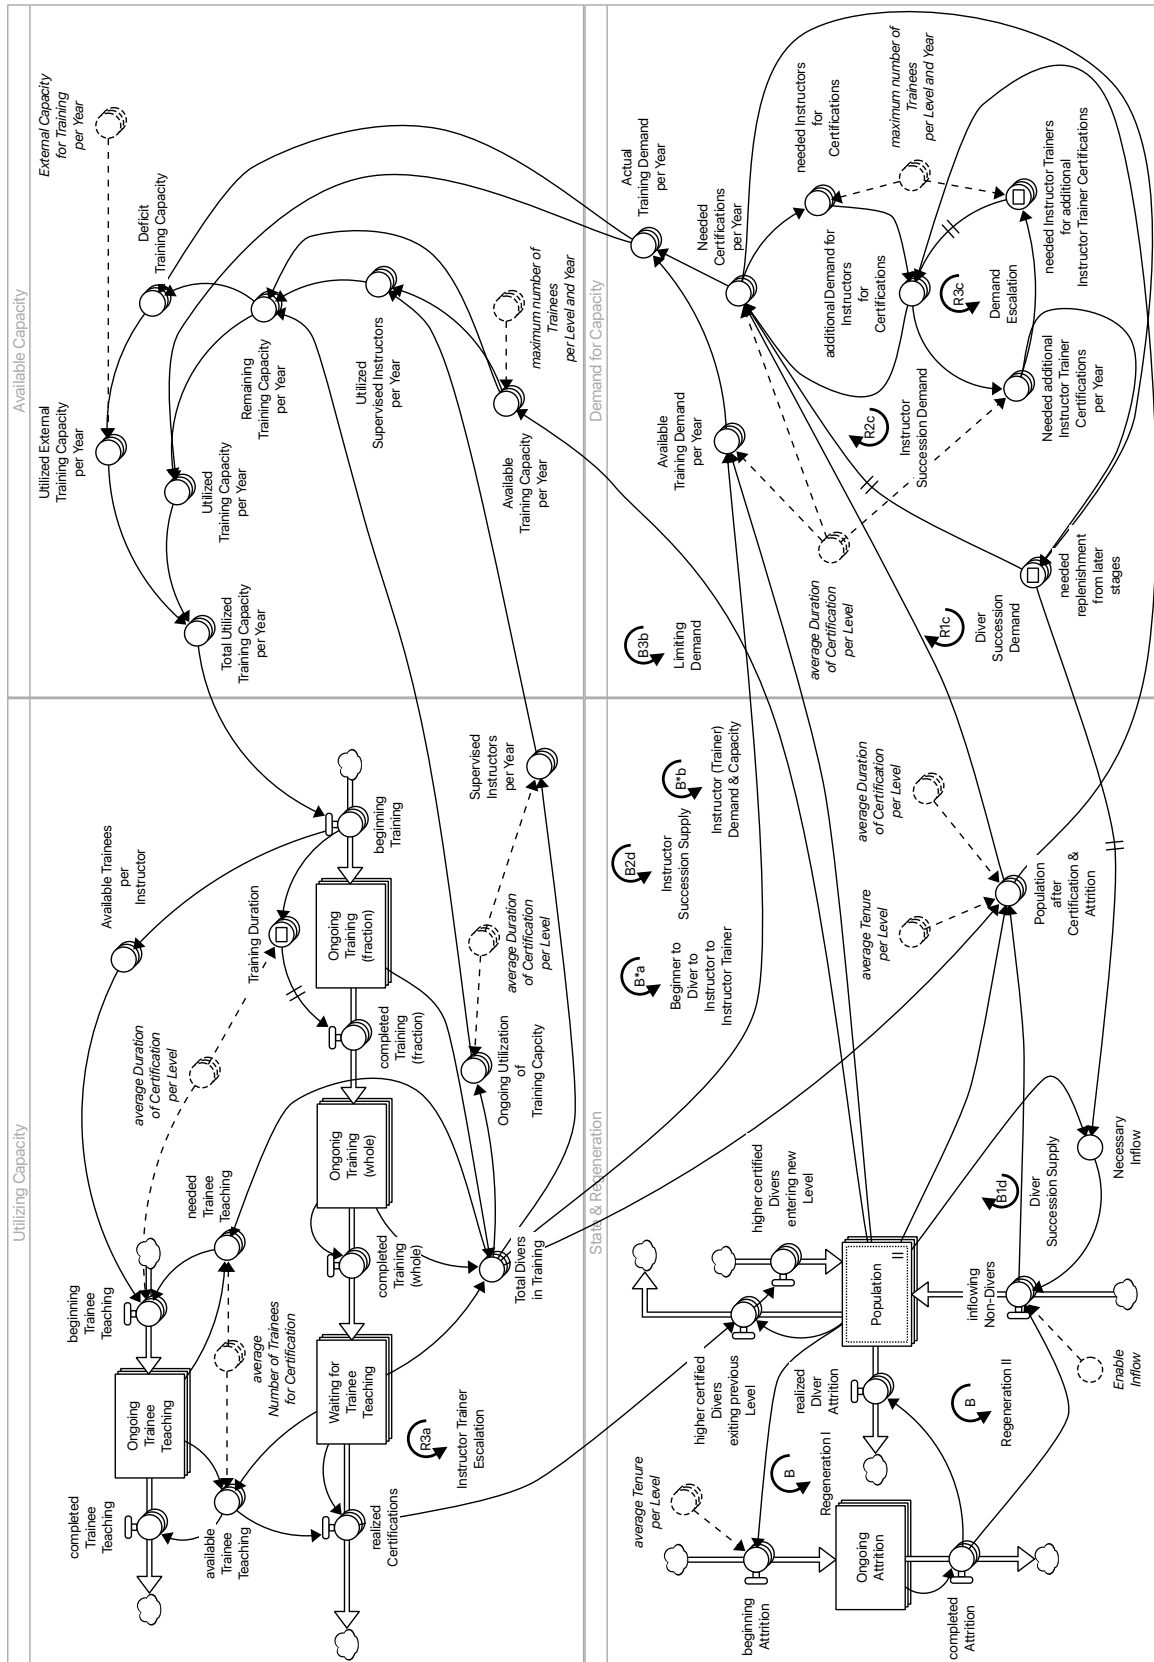 Utilizing Capacity
completed
Trainee
Teaching
Ongoing
Trainee
Teaching
beginning
Trainee
Teaching
average Duration
of Certification
per Level
Available Trainees
per
Instructor
available
Trainee
Teaching
average
Number of Trainees
for Certification
needed
Trainee
Teaching
Training Duration
realized
Certifications
Waiting for
Trainee
Teaching
completed
Training
(whole)
Ongonig
Training
(whole)
completed
Training
(fraction)
Ongoing
Training
(fraction)
beginning
Training
R3a
Instructor Trainer
Escalation
Total Divers
in Training
Ongoing Utilization
of
Training Capcity
average Duration
of Certification
per Level
Supervised
Instructors
per Year
Available Capacity
External Capacity
for Training
per Year
Utilized External
Training Capacity
per Year
Deficit
Training Capacity
Total Utilized
Training Capacity
per Year
Utilized
Training Capacity
per Year
Remaining
Training Capacity
per Year
Utilized
Supervised Instructors
per Year
Available
Training Capacity
per Year
maximum number of
Trainees
per Level and Year
State & Regeneration
average Tenure
per Level
beginning
Attrition
Ongoing
Attrition
completed
Attrition
B
Regeneration I
higher certified
Divers
exiting previous
Level
higher certified
Divers
entering new
Level
realized
DIver
Attrition
Population
B
Regeneration II
inflowing
Non-Divers
Enable
Inflow
B1d
Diver
Succession Supply
Necessary
Inflow
B*a
Beginner to
Diver to
Instructor to
Instructor Trainer
B2d
Instructor
Succession Supply
B*b
Instructor (Trainer)
Demand & Capacity
average Tenure
per Level
average Duration
of Certification
per Level
Population
after
Certification &
Attrition
Demand for Capacity
B3b
Limiting
Demand
Available
Training Demand
per Year
Actual
Training Demand
per Year
Needed
Certifications
per Year
average Duration
of Certification
per Level
needed Instructors
for
Certifications
maximum number of
Trainees
per Level and Year
additional Demand for
Instructors
for
Certifications
R2c
Instructor
Succession Demand
R3c
Demand
Escalation
R1c
Diver
Succession
Demand
needed
replenishment
from later
stages
Needed additional
Instructor Trainer
Certifications
per Year
needed Instructor Trainers
for additional
Instructor Trainer Certifications